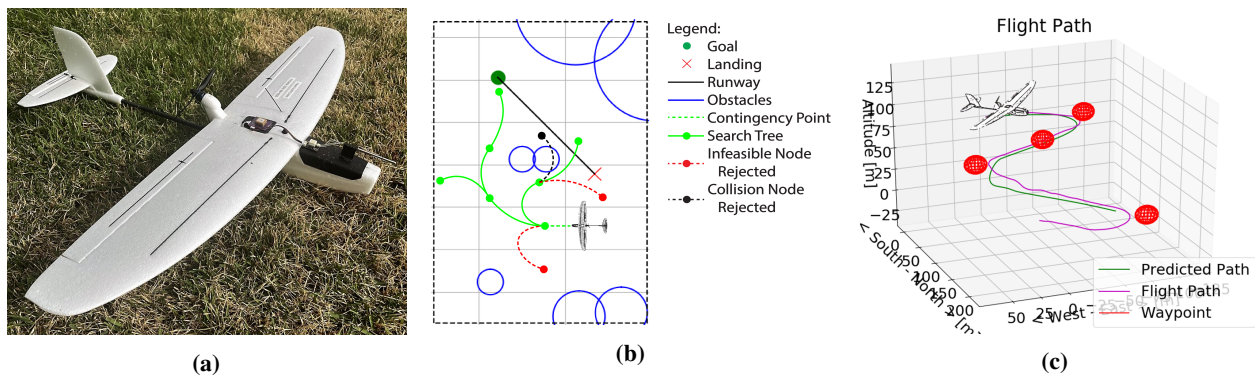 Legend:
Goal
Landing
Runway
Obstacles
Contingency Point
Search Tree
Infeasible Node
Rejected
Collision Node
Rejected
Flight Path
125
100
75
50
25
0
−25
Altitude [m]
0
50
100
150
200
< South - North > [m]
50
25
0
25
50
< West -
Predicted Path
Flight Path
Waypoint
(a)
(b)
(c)